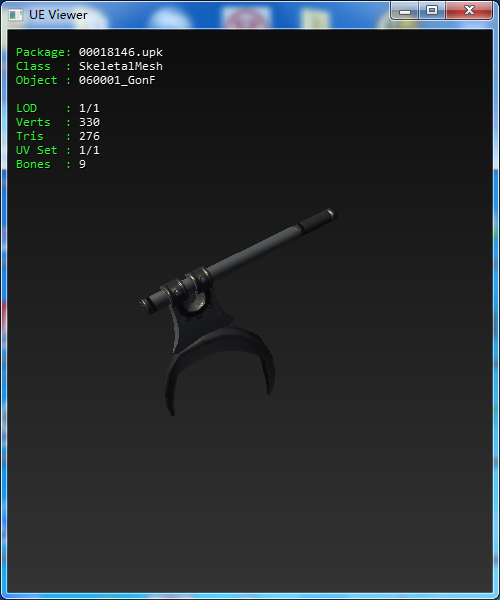 UE Viewer
Package: 00018146.upk
Class : SkeletalMesh
Object : 060001_GonF
LOD : 1/1
Verts : 330
Tris : 276
UV Set : 1/1
Bones : 9